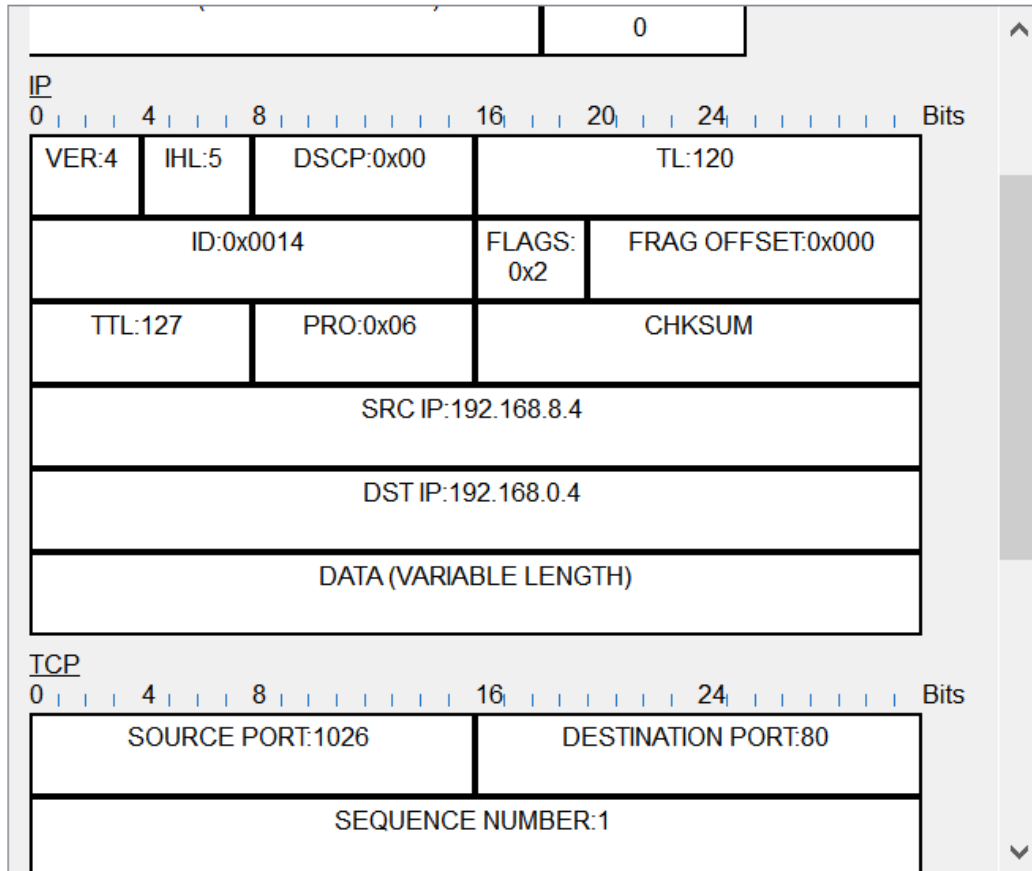 0
IP
0 4 8 16 20 24 Bits
VER:4 IHL:5 DSCP:0x00 TL:120
ID:0x0014 FLAGS: FRAG OFFSET:0x000
0x2
TTL:127 PRO:0x06 CHKSUM
SRC IP:192.168.8.4
DST IP:192.168.0.4
DATA (VARIABLE LENGTH)
TCP
0 4 8 16 24 Bits
SOURCE PORT:1026 DESTINATION PORT:80
SEQUENCE NUMBER:1